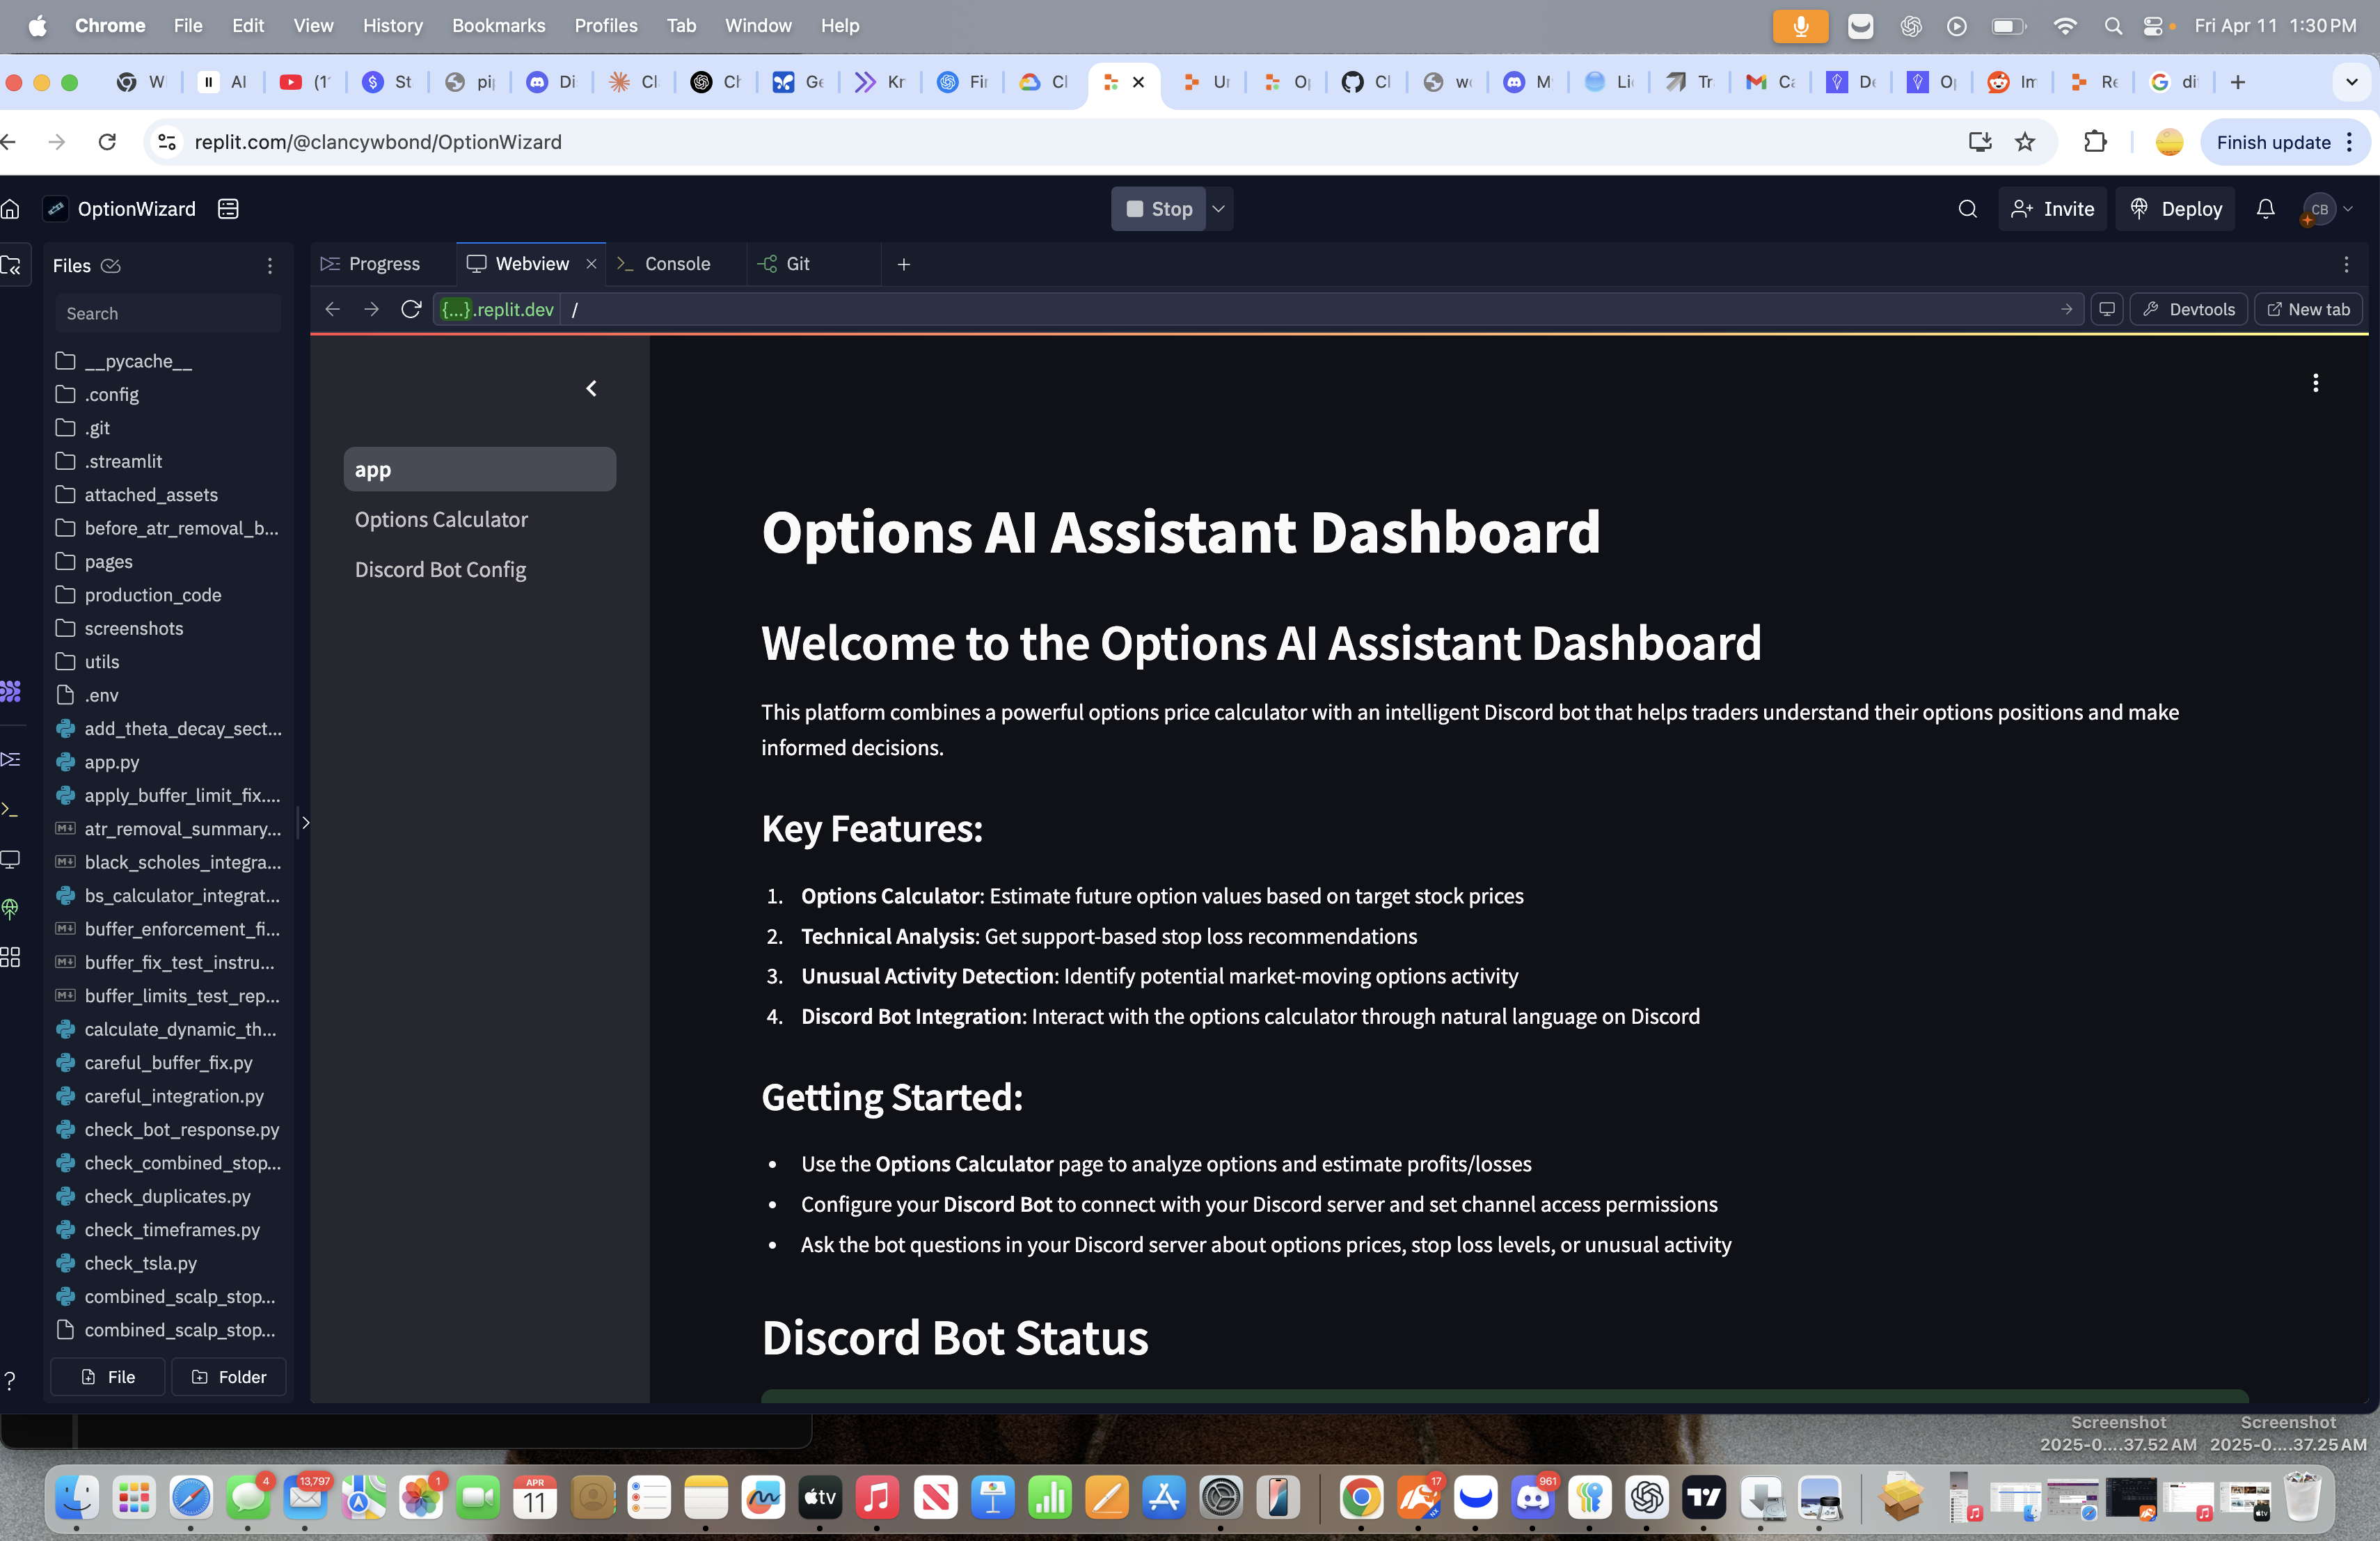 Chrome File Edit View History Bookmarks Profiles Tab Window Help Fri Apr 11 1:30 PM
W AI (1 St pi Di Cl Ch Ge Kr Fir Cl Ur O Cl w M Li Tr Ca D O Im Re di
replit.com/@clancywbond/OptionWizard Finish update
OptionWizard Stop Invite Deploy CB
Files Progress Webview Console Git
Search {...}.replit.dev / Devtools New tab
__pycache__
.config
.git
.streamlit
attached_assets
before_atr_removal_b...
pages
production_code
screenshots
utils
.env
add_theta_decay_sect...
app.py
apply_buffer_limit_fix....
atr_removal_summary...
black_scholes_integra...
bs_calculator_integrat...
buffer_enforcement_fi...
buffer_fix_test_instru...
buffer_limits_test_rep...
calculate_dynamic_th...
careful_buffer_fix.py
careful_integration.py
check_bot_response.py
check_combined_stop...
check_duplicates.py
check_timeframes.py
check_tsla.py
combined_scalp_stop...
combined_scalp_stop...
File Folder
app
Options Calculator
Discord Bot Config
Options AI Assistant Dashboard
Welcome to the Options AI Assistant Dashboard
This platform combines a powerful options price calculator with an intelligent Discord bot that helps traders understand their options positions and make
informed decisions.
Key Features:
1. Options Calculator: Estimate future option values based on target stock prices
2. Technical Analysis: Get support-based stop loss recommendations
3. Unusual Activity Detection: Identify potential market-moving options activity
4. Discord Bot Integration: Interact with the options calculator through natural language on Discord
Getting Started:
• Use the Options Calculator page to analyze options and estimate profits/losses
• Configure your Discord Bot to connect with your Discord server and set channel access permissions
• Ask the bot questions in your Discord server about options prices, stop loss levels, or unusual activity
Discord Bot Status
Screenshot Screenshot
2025-0....37.52 AM 2025-0....37.25 AM
4 13,797 1 APR 11 tv 17 961